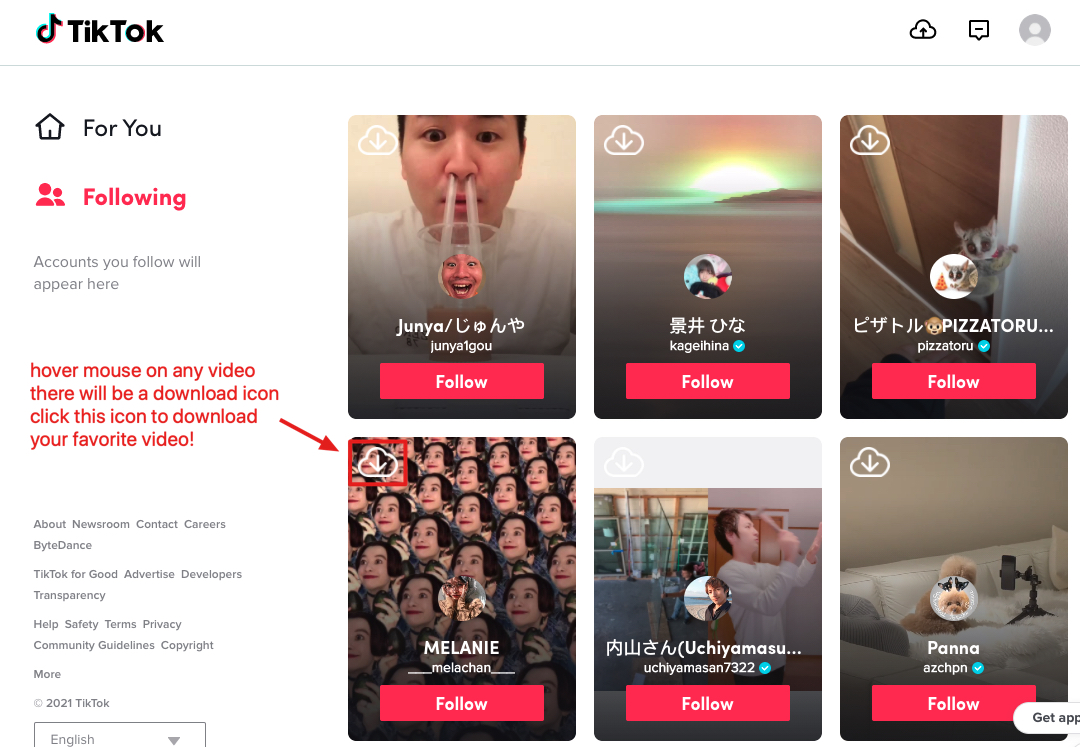 TikTok
For You
Following
Accounts you follow will
appear here
hover mouse on any video
there will be a download icon
click this icon to download
your favorite video!
About Newsroom Contact Careers
ByteDance
TikTok for Good Advertise Developers
Transparency
Help Safety Terms Privacy
Community Guidelines Copyright
More
© 2021 TikTok
English
Junya/じゅんや
junya1gou
Follow
景井 ひな
kageihina
Follow
ピザトル🐵PIZZATORU...
pizzatoru
Follow
MELANIE
___melachan___
Follow
内山さん(Uchiyamasu...
uchiyamasan7322
Follow
Panna
azchpn
Follow
Get app